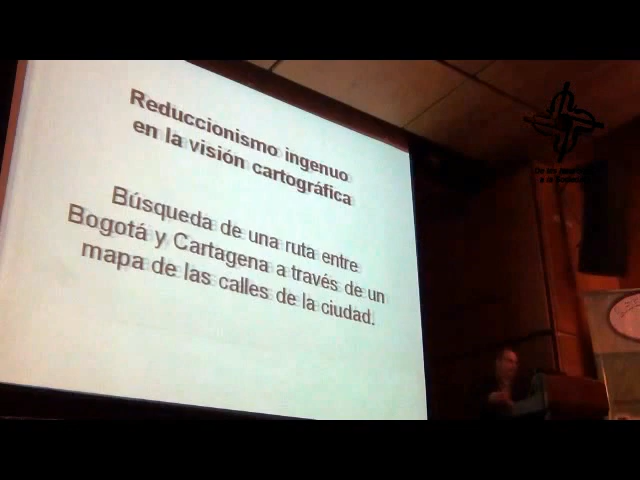 Reduccionismo ingenuo
en la visión cartográfica
Búsqueda de una ruta entre
Bogotá y Cartagena a través de un
mapa de las calles de la ciudad.